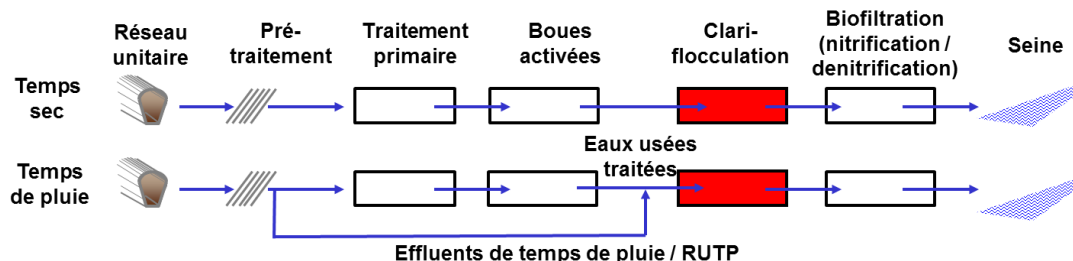 Réseau
unitaire
Pré-
traitement
Traitement
primaire
Boues
activées
Clari-
flocculation
Biofiltration
(nitrification /
denitrification)
Seine
Temps
sec
Eaux usées
traitées
Temps
de pluie
Effluents de temps de pluie / RUTP